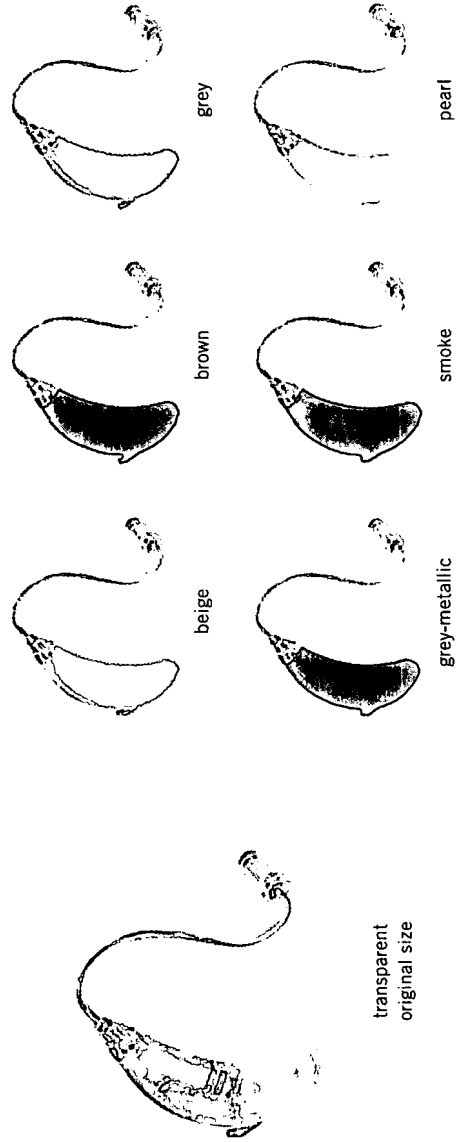 transparent
original size
beige
brown
grey
grey-metallic
smoke
pearl